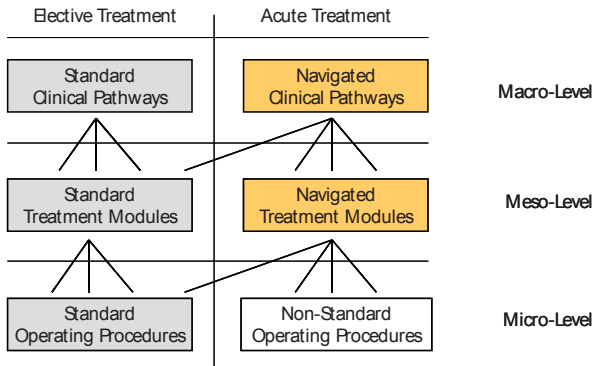 Elective Treatment
Acute Treatment
Standard
Clinical Pathways
Navigated
Clinical Pathways
Macro-Level
Standard
Treatment Modules
Navigated
Treatment Modules
Meso-Level
Standard
Operating Procedures
Non-Standard
Operating Procedures
Micro-Level